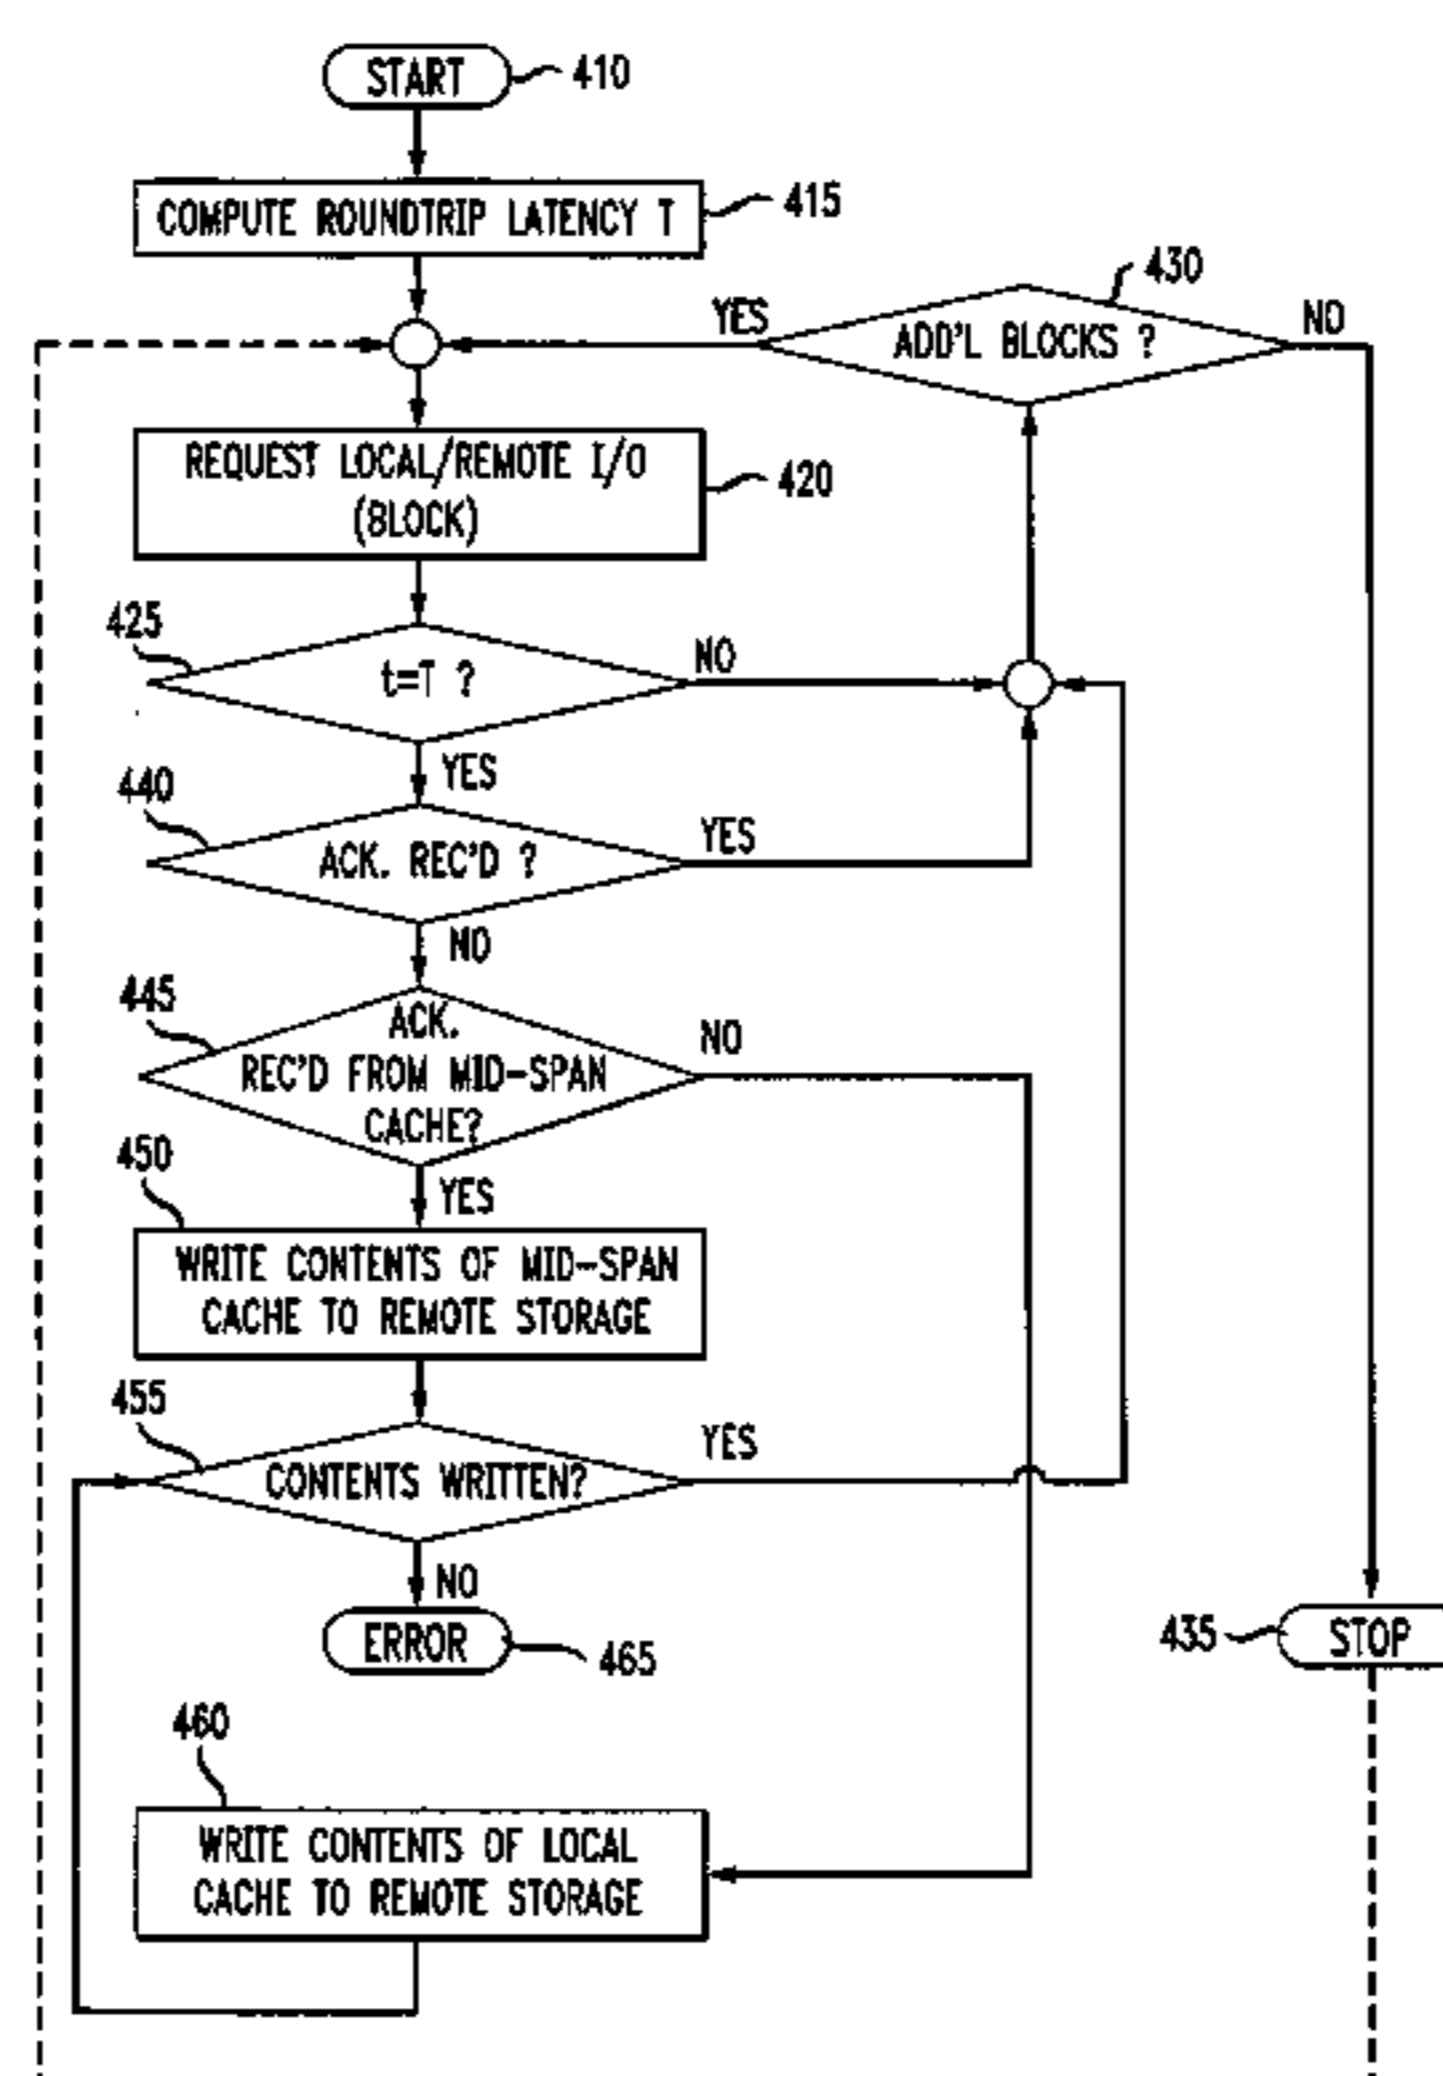 START
410
COMPUTE ROUNDTRIP LATENCY T
415
430
YES
ADD'L BLOCKS ?
NO
REQUEST LOCAL/REMOTE I/O
(BLOCK)
420
425
t=T ?
NO
YES
440
ACK. REC'D ?
YES
NO
445
ACK.
REC'D FROM MID-SPAN
CACHE?
NO
450
YES
WRITE CONTENTS OF MID-SPAN
CACHE TO REMOTE STORAGE
455
CONTENTS WRITTEN?
YES
NO
ERROR
465
435
STOP
460
WRITE CONTENTS OF LOCAL
CACHE TO REMOTE STORAGE